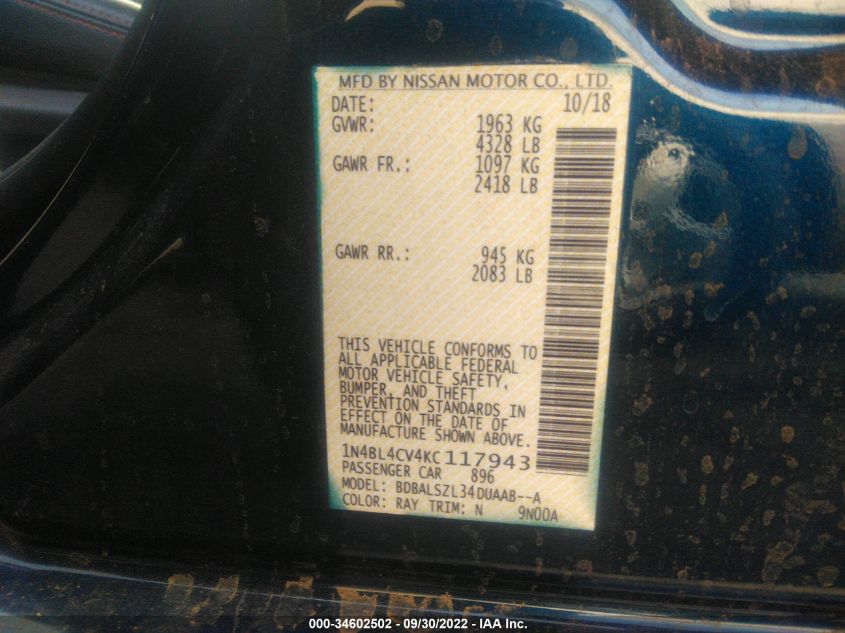 MFD BY NISSAN MOTOR CO., LTD.
DATE: 10/18
GVWR: 1963 KG
4328 LB
GAWR FR.: 1097 KG
2418 LB
GAWR RR.: 945 KG
2083 LB
THIS VEHICLE CONFORMS TO
ALL APPLICABLE FEDERAL
MOTOR VEHICLE SAFETY,
BUMPER, AND THEFT
PREVENTION STANDARDS IN
EFFECT ON THE DATE OF
MANUFACTURE SHOWN ABOVE.
1N4BL4CV4KC117943
PASSENGER CAR 896
MODEL: BDBALSZL34DUAAB--A
COLOR: RAY TRIM: N 9N00A
000-34602502 - 09/30/2022 - IAA Inc.